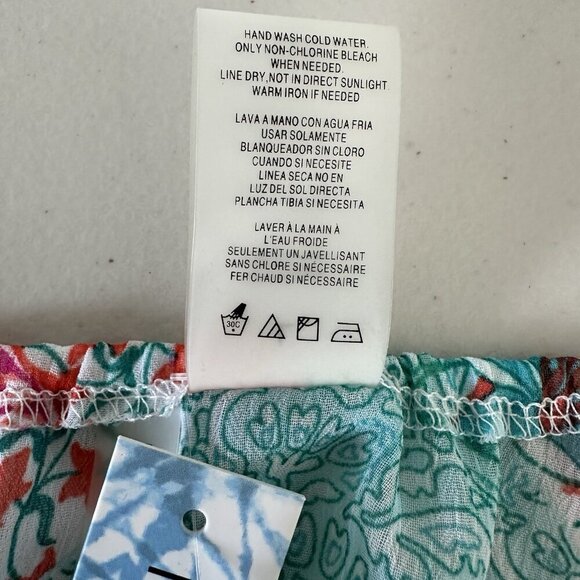 HAND WASH COLD WATER.
ONLY NON-CHLORINE BLEACH
WHEN NEEDED.
LINE DRY,NOT IN DIRECT SUNLIGHT.
WARM IRON IF NEEDED
LAVA A MANO CON AGUA FRIA
USAR SOLAMENTE
BLANQUEADOR SIN CLORO
CUANDO SI NECESITE
LINEA SECA NO EN
LUZ DEL SOL DIRECTA
PLANCHA TIBIA SI NECESITA
LAVER À LA MAIN À
L'EAU FROIDE
SEULEMENT UN JAVELLISANT
SANS CHLORE SI NÉCESSAIRE
FER CHAUD SI NÉCESSAIRE
30C